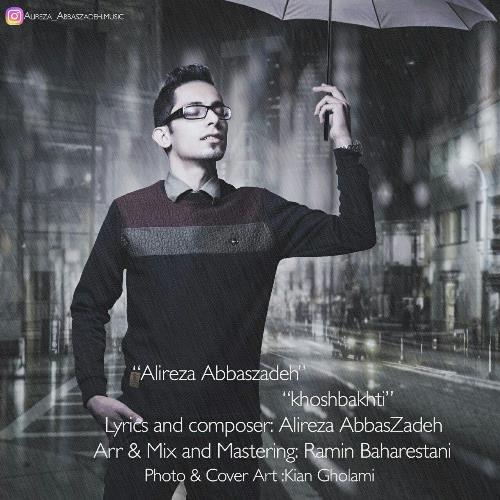 Alireza_Abbaszadeh.music
"Alireza Abbaszadeh"
"khoshbakhti"
Lyrics and composer: Alireza AbbasZadeh
Arr & Mix and Mastering: Ramin Baharestani
Photo & Cover Art :Kian Gholami